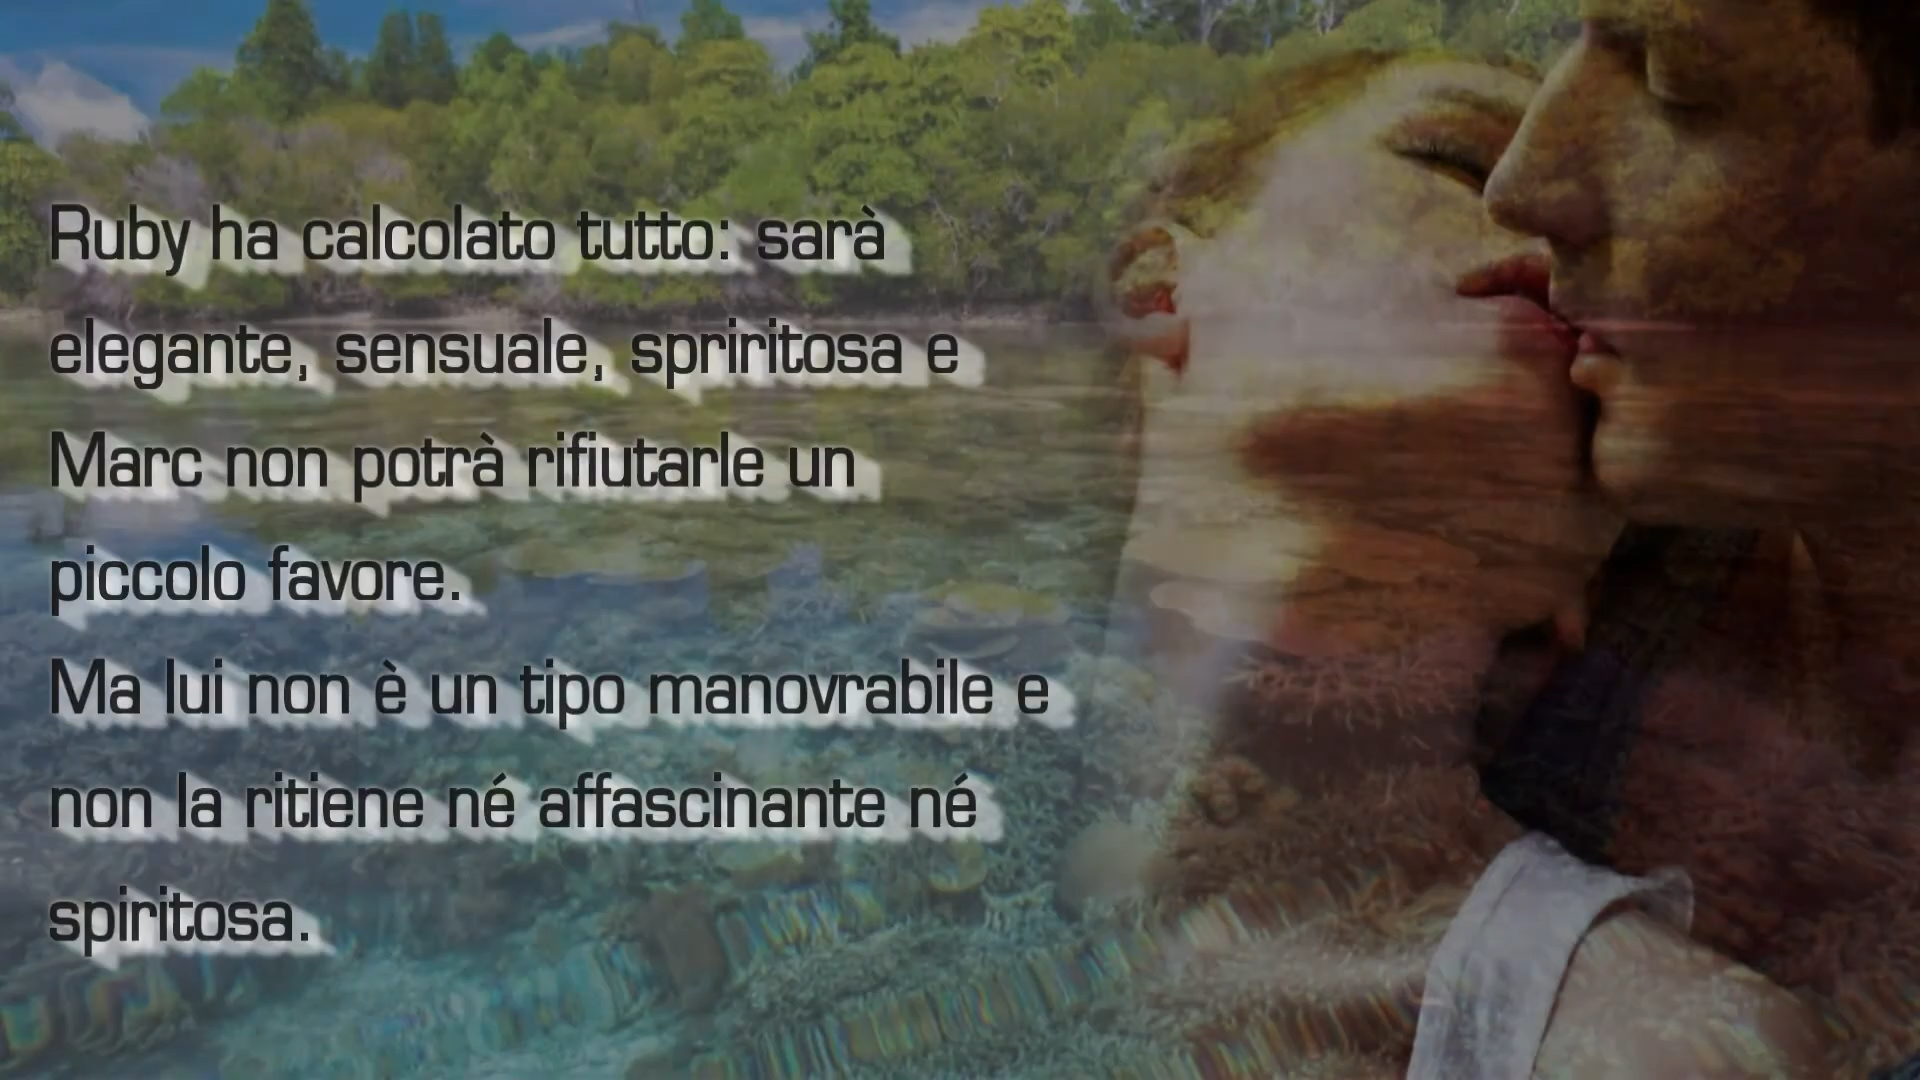 Ruby ha calcolato tutto: sarà
elegante, sensuale, spriritosa e
Marc non potrà rifiutarle un
piccolo favore.
Ma lui non è un tipo manovrabile e
non la ritiene né affascinante né
spiritosa.